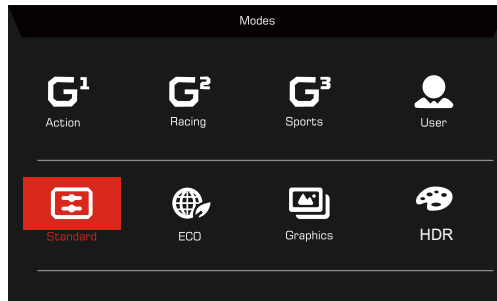 Modes
G¹ G² G³
Action Racing Sports User
Standard ECO Graphics HDR